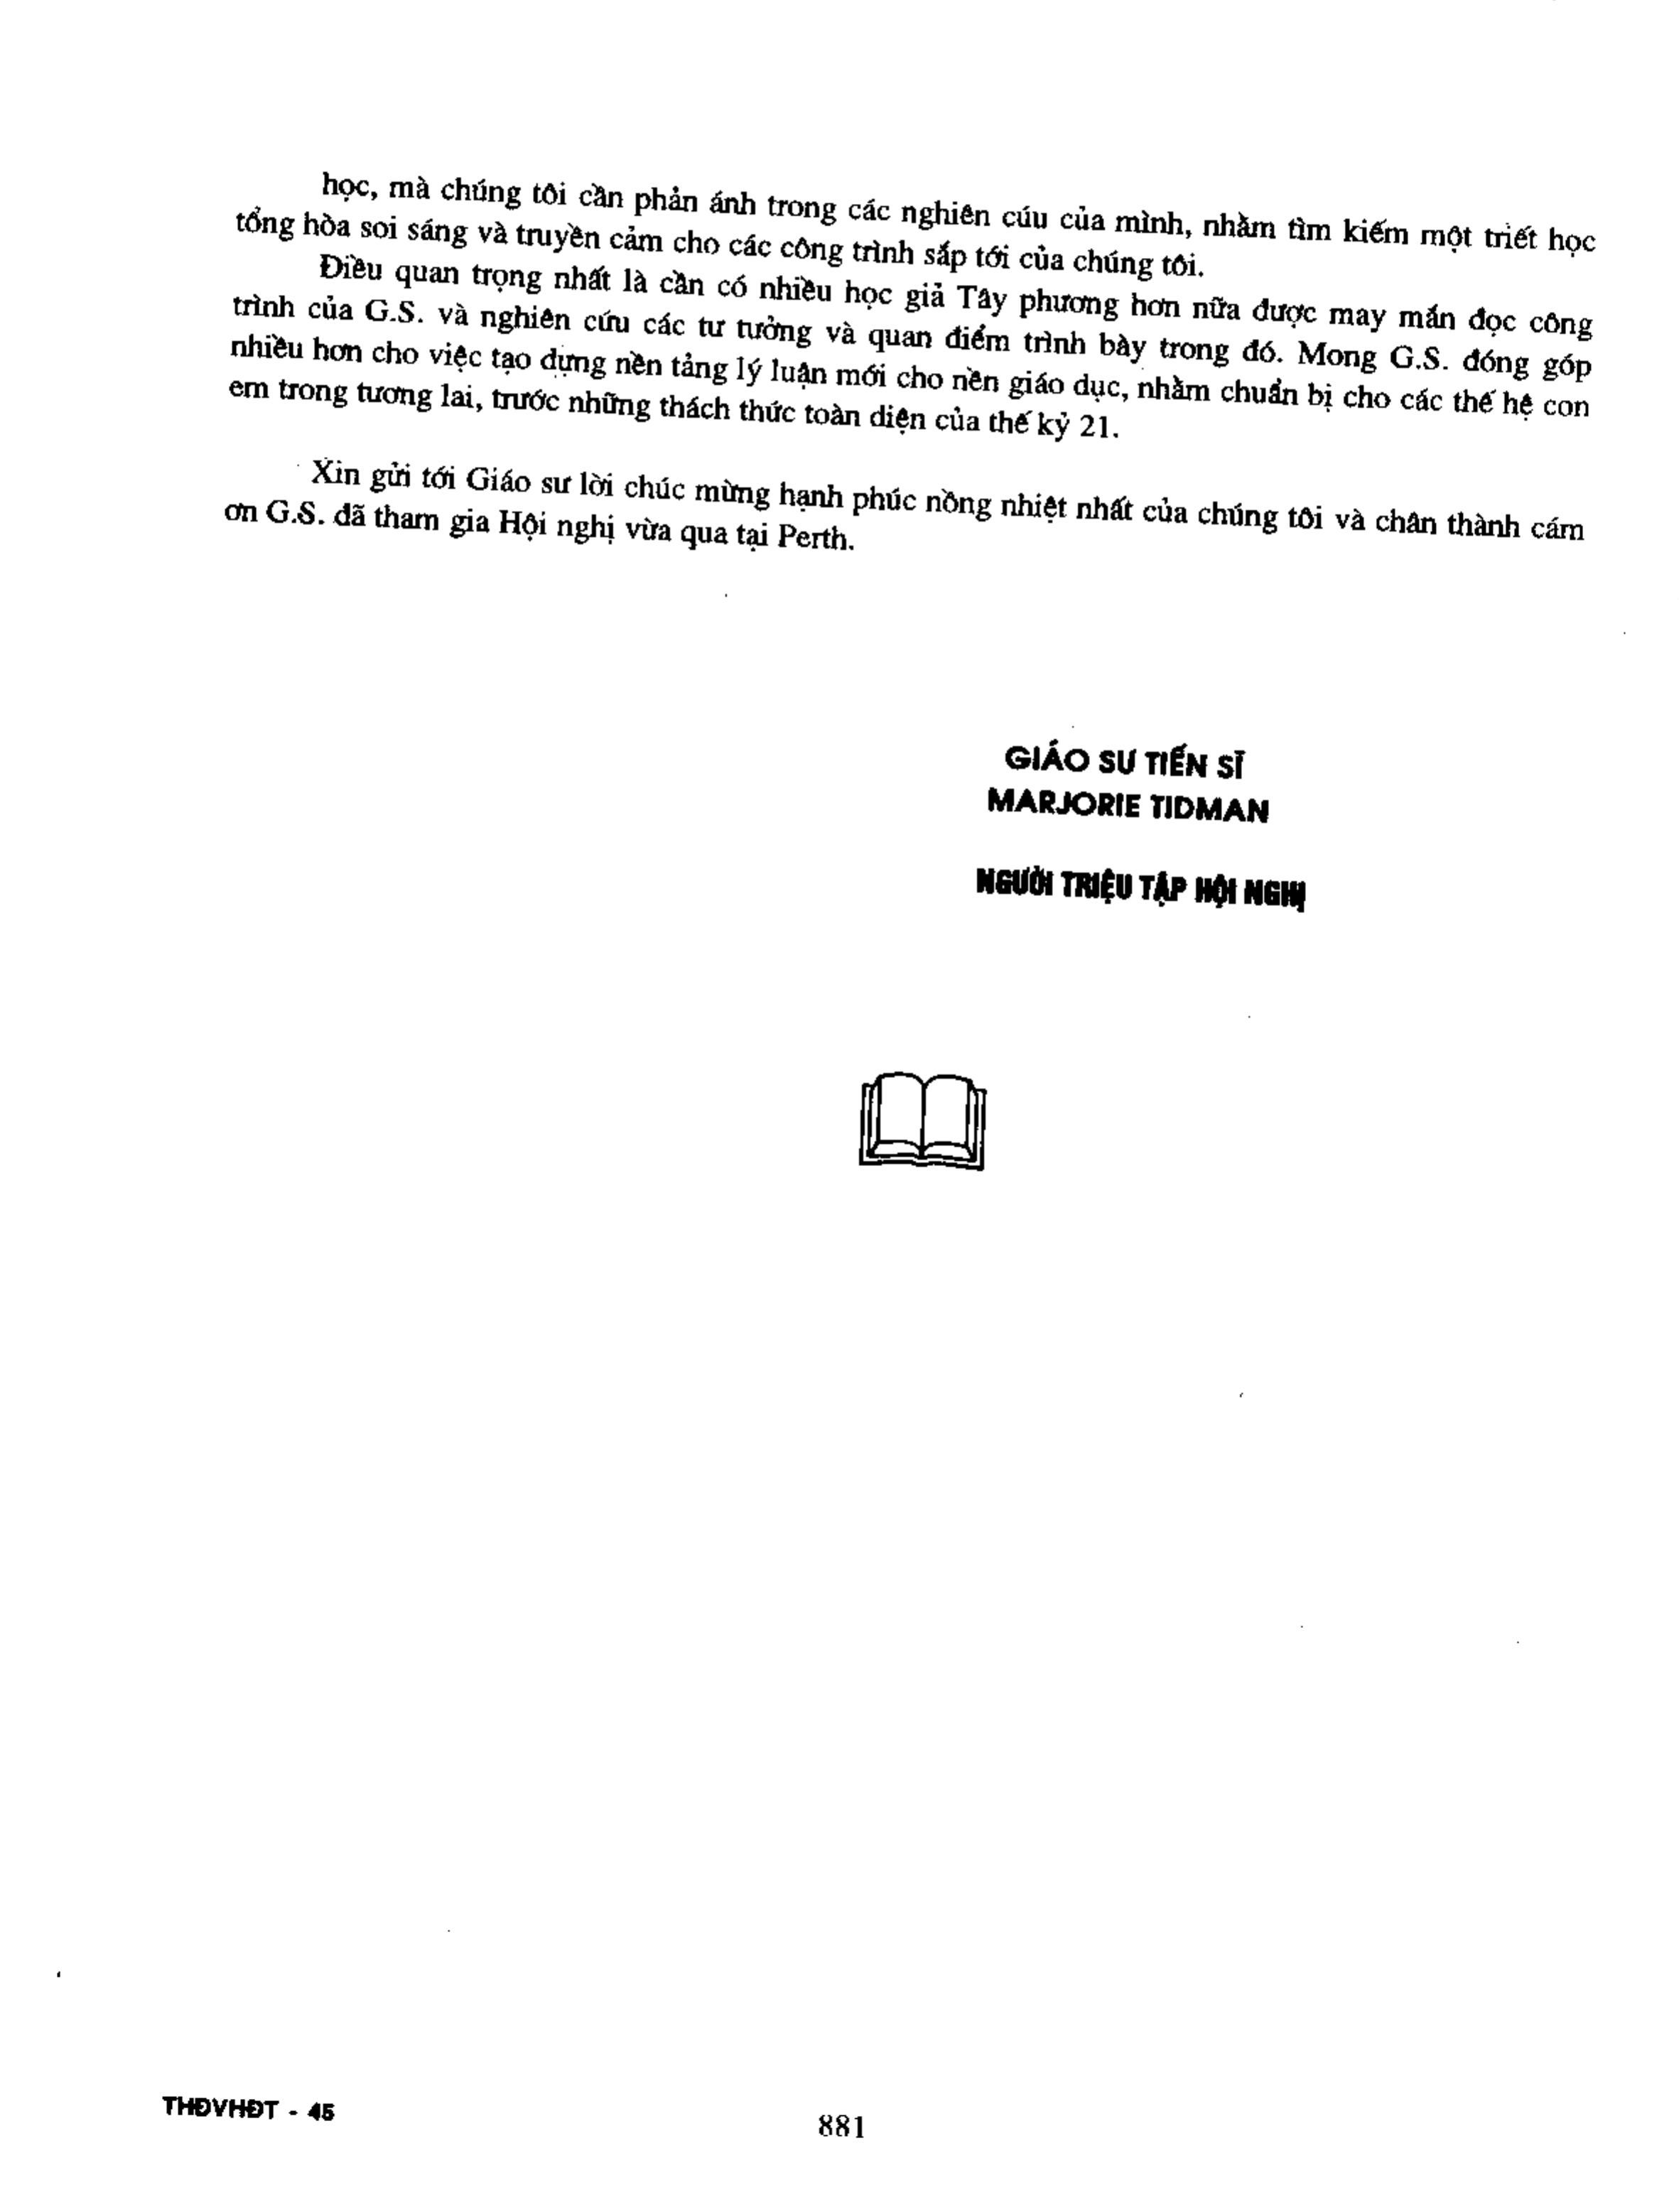 học, mà chúng tôi cần phản ánh trong các nghiên cúu của mình, nhằm tìm kiếm một triết học
tổng hòa soi sáng và truyền cảm cho các công trình sắp tới của chúng tôi.
Điều quan trọng nhất là cần có nhiều học giả Tây phương hơn nữa được may mắn đọc công
trình của G.S. và nghiên cứu các tư tưởng và quan điểm trình bày trong đó. Mong G.S. đóng góp
nhiều hơn cho việc tạo dựng nền tảng lý luận mới cho nền giáo dục, nhằm chuẩn bị cho các thế hệ con
em trong tương lai, trước những thách thức toàn diện của thế kỷ 21.
Xin gửi tới Giáo sư lời chúc mừng hạnh phúc nồng nhiệt nhất của chúng tôi và chân thành cám
ơn G.S. đã tham gia Hội nghị vừa qua tại Perth.
GIÁO SƯ TIẾN SĨ
MARJORIE TIDMAN
NGƯỜI TRIỆU TẬP HỘI NGHỊ
THĐVHĐT - 45
881